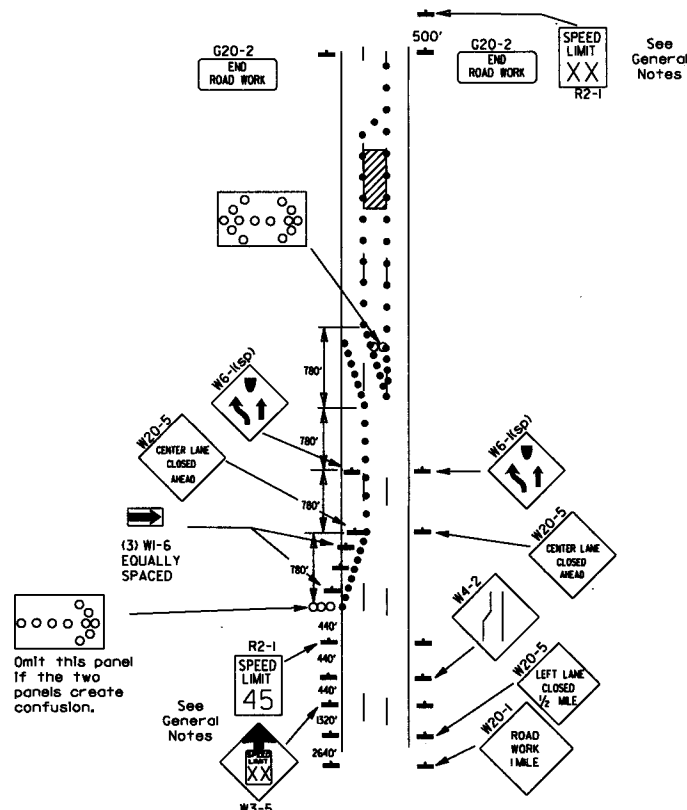 500'
SPEED
LIMIT
XX
R2-1
See
General
Notes
G20-2
END
ROAD WORK
G20-2
END
ROAD WORK
780'
W6-1(sp)
780'
W6-1(sp)
W20-5
CENTER LANE
CLOSED
AHEAD
780'
W20-5
CENTER LANE
CLOSED
AHEAD
(3) W1-6
EQUALLY
SPACED
780'
Omit this panel
if the two
panels create
confusion.
440'
R2-1
SPEED
LIMIT
45
440'
W4-2
440'
See
General
Notes
W20-5
LEFT LANE
CLOSED
1/2 MILE
1320'
W20-1
ROAD
WORK
1 MILE
2640'
SPEED
LIMIT
XX
W3-5